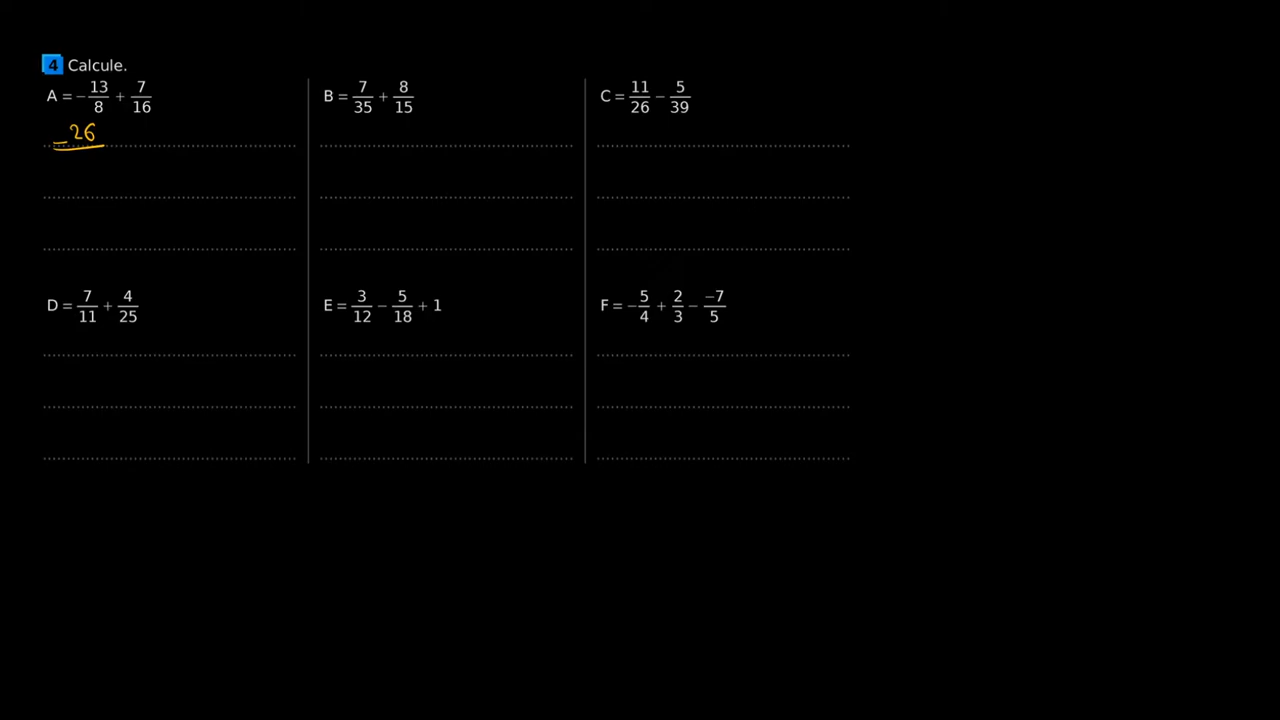 4 Calcule.
A = −13/8 + 7/16
B = 7/35 + 8/15
C = 11/26 − 5/39
−26
D = 7/11 + 4/25
E = 3/12 − 5/18 + 1
F = −5/4 + 2/3 − −7/5